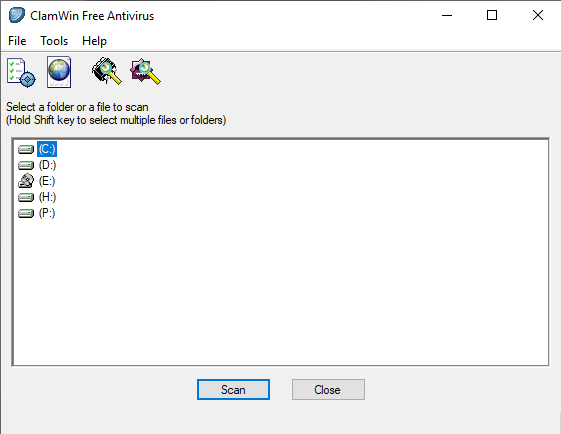 ClamWin Free Antivirus
File Tools Help
Select a folder or a file to scan
(Hold Shift key to select multiple files or folders)
(C:)
(D:)
(E:)
(H:)
(P:)
Scan Close